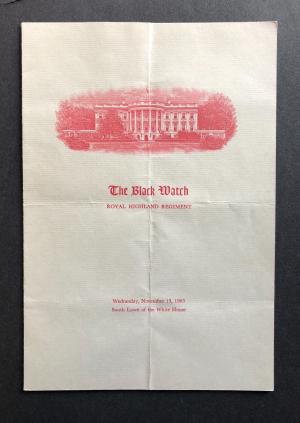 The Black Watch
ROYAL HIGHLAND REGIMENT
Wednesday, November 13, 1963
South Lawn of the White House